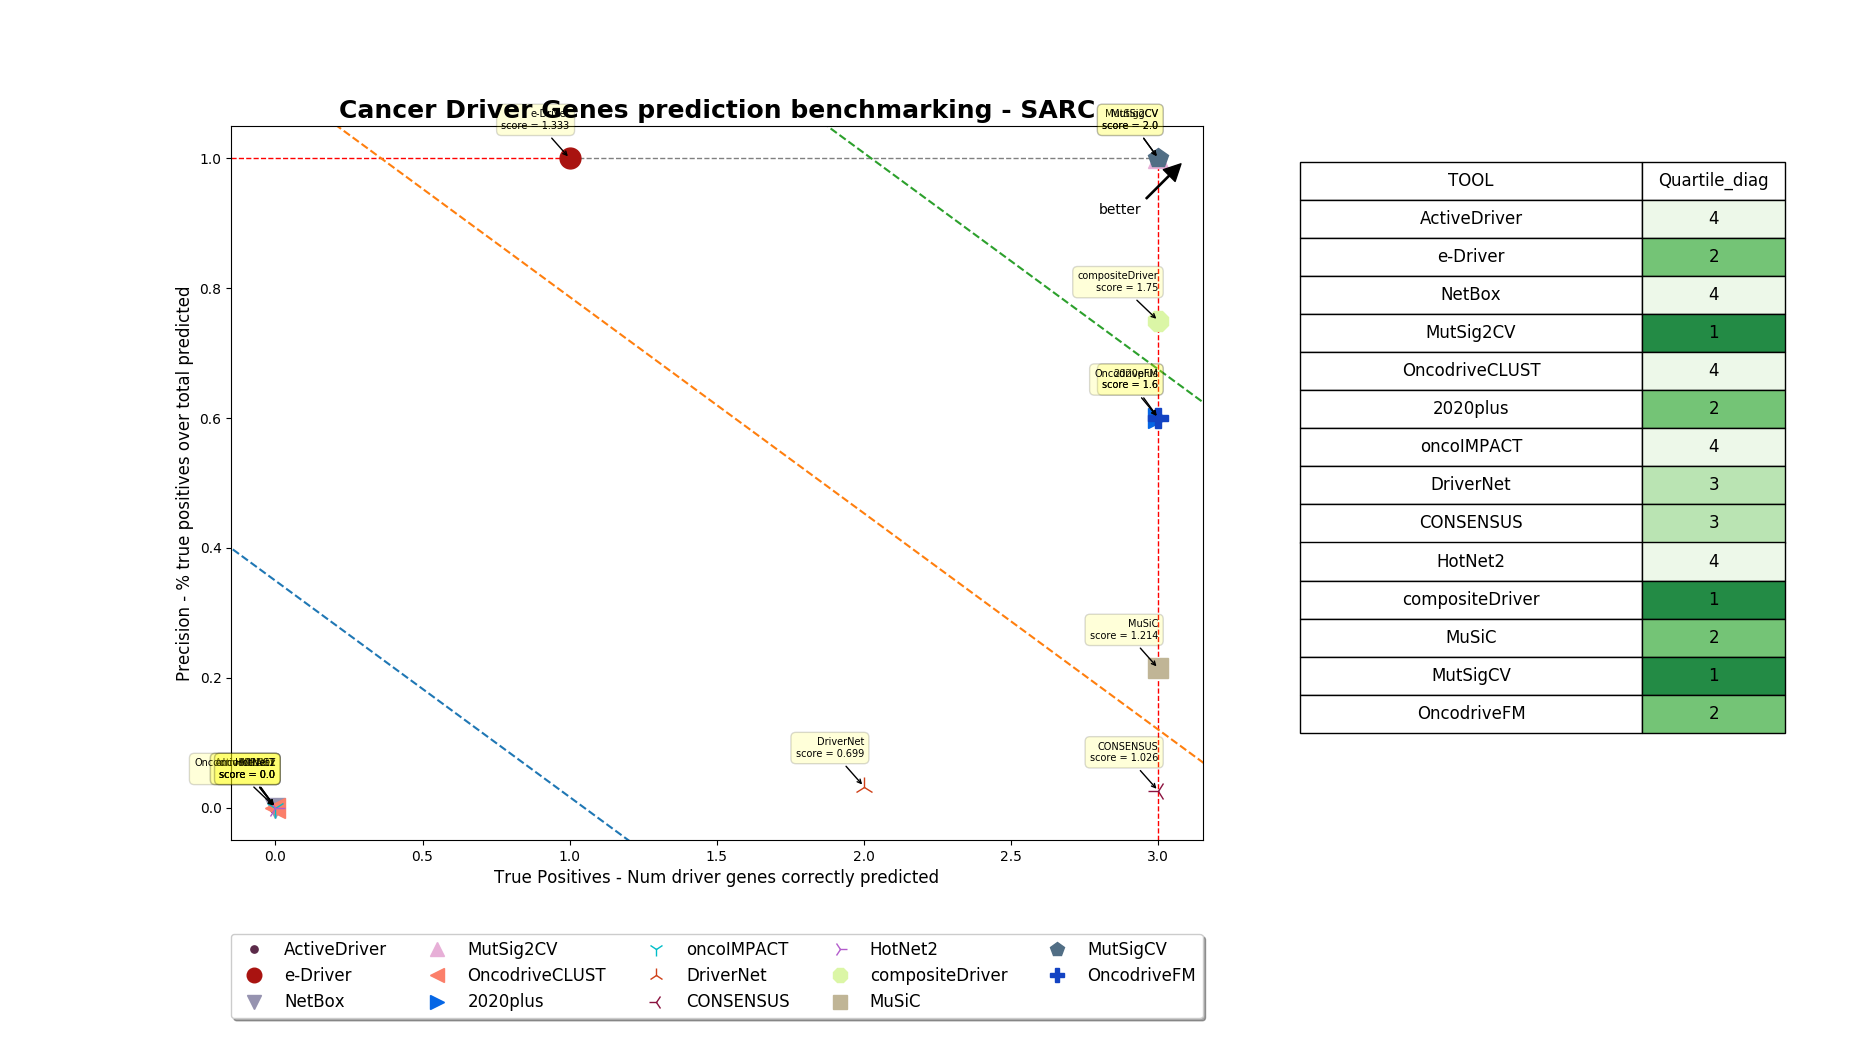 Cancer Driver Genes prediction benchmarking - SARC
e-Driver
score = 1.333
MutSig2CV
score = 2.0
better
compositeDriver
score = 1.75
OncodriveFM
score = 1.6
MuSiC
score = 1.214
DriverNet
score = 0.699
CONSENSUS
score = 1.026
score = 0.0
1.0
0.8
0.6
0.4
0.2
0.0
Precision - % true positives over total predicted
0.0 0.5 1.0 1.5 2.0 2.5 3.0
True Positives - Num driver genes correctly predicted
ActiveDriver MutSig2CV oncoIMPACT HotNet2 MutSigCV
e-Driver OncodriveCLUST DriverNet compositeDriver OncodriveFM
NetBox 2020plus CONSENSUS MuSiC
TOOL Quartile_diag
ActiveDriver 4
e-Driver 2
NetBox 4
MutSig2CV 1
OncodriveCLUST 4
2020plus 2
oncoIMPACT 4
DriverNet 3
CONSENSUS 3
HotNet2 4
compositeDriver 1
MuSiC 2
MutSigCV 1
OncodriveFM 2